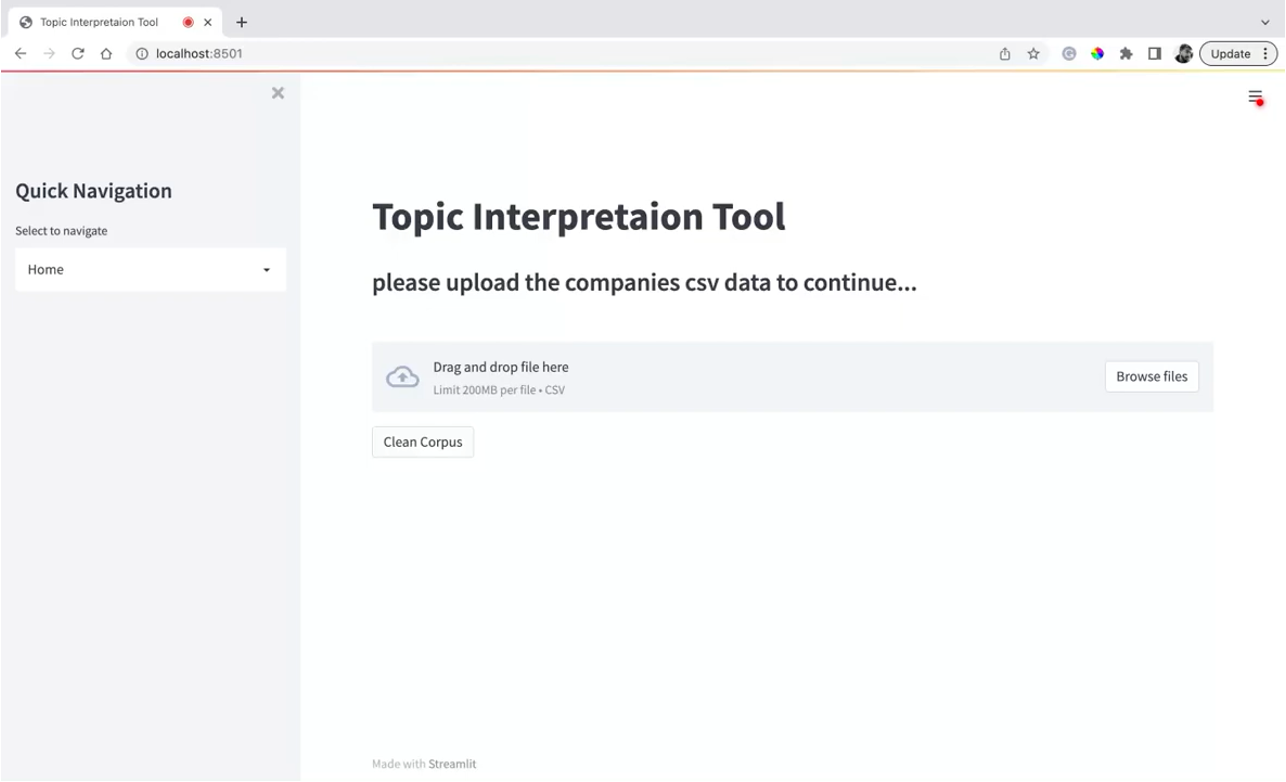 Topic Interpretaion Tool
localhost:8501
Update
Quick Navigation
Select to navigate
Home
Topic Interpretaion Tool
please upload the companies csv data to continue...
Drag and drop file here
Limit 200MB per file • CSV
Browse files
Clean Corpus
Made with Streamlit